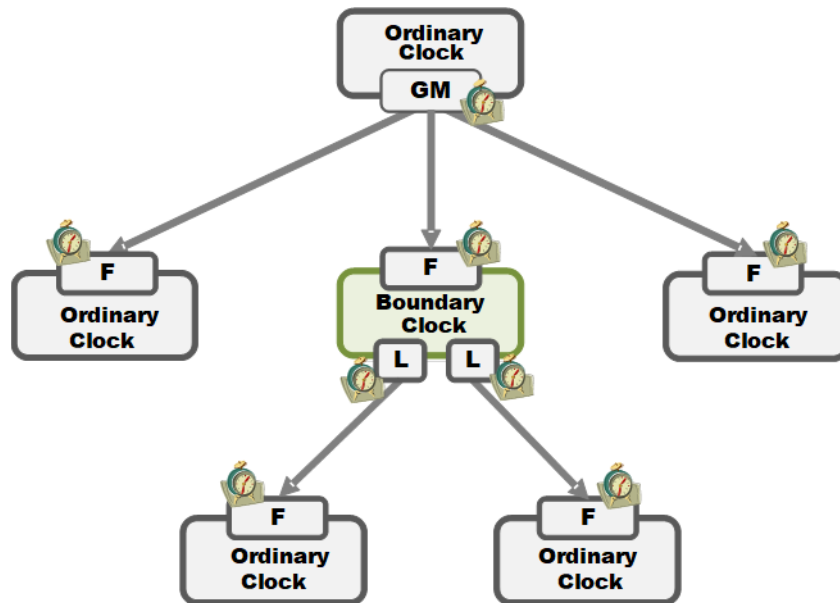 Ordinary
Clock
GM
F
Ordinary
Clock
F
Boundary
Clock
L
L
F
Ordinary
Clock
F
Ordinary
Clock
F
Ordinary
Clock